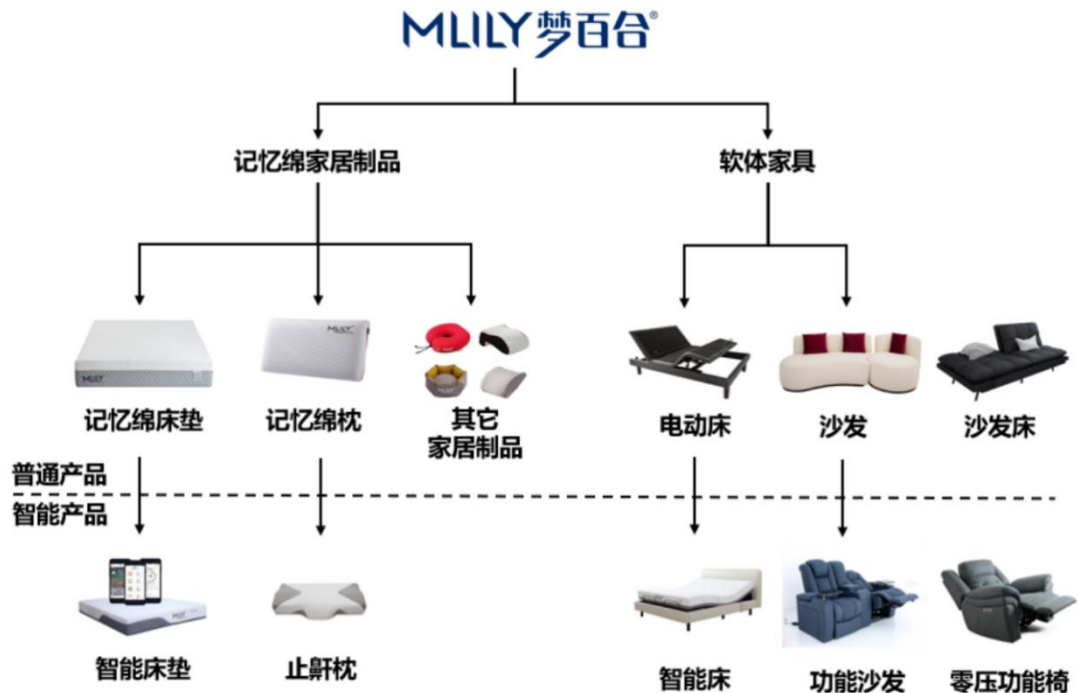 MLILY梦百合®
记忆绵家居制品
软体家具
MLILY
MLILY
记忆绵床垫
记忆绵枕
其它
家居制品
电动床
沙发
沙发床
普通产品
智能产品
MLILY
智能床垫
止鼾枕
智能床
功能沙发
零压功能椅